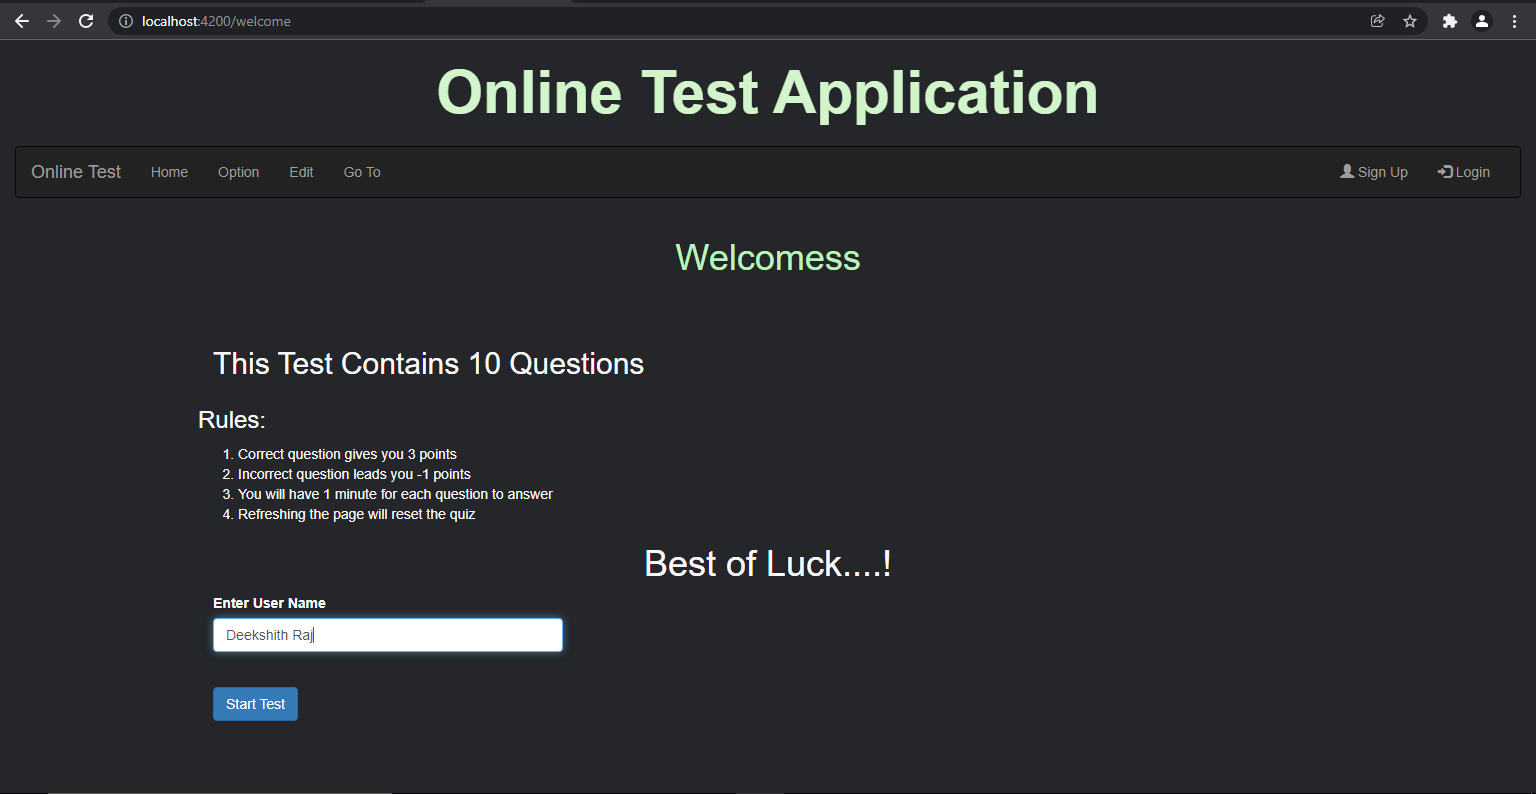 localhost:4200/welcome
Online Test Application
Online Test Home Option Edit Go To Sign Up Login
Welcomess
This Test Contains 10 Questions
Rules:
1. Correct question gives you 3 points
2. Incorrect question leads you -1 points
3. You will have 1 minute for each question to answer
4. Refreshing the page will reset the quiz
Best of Luck....!
Enter User Name
Deekshith Raj
Start Test